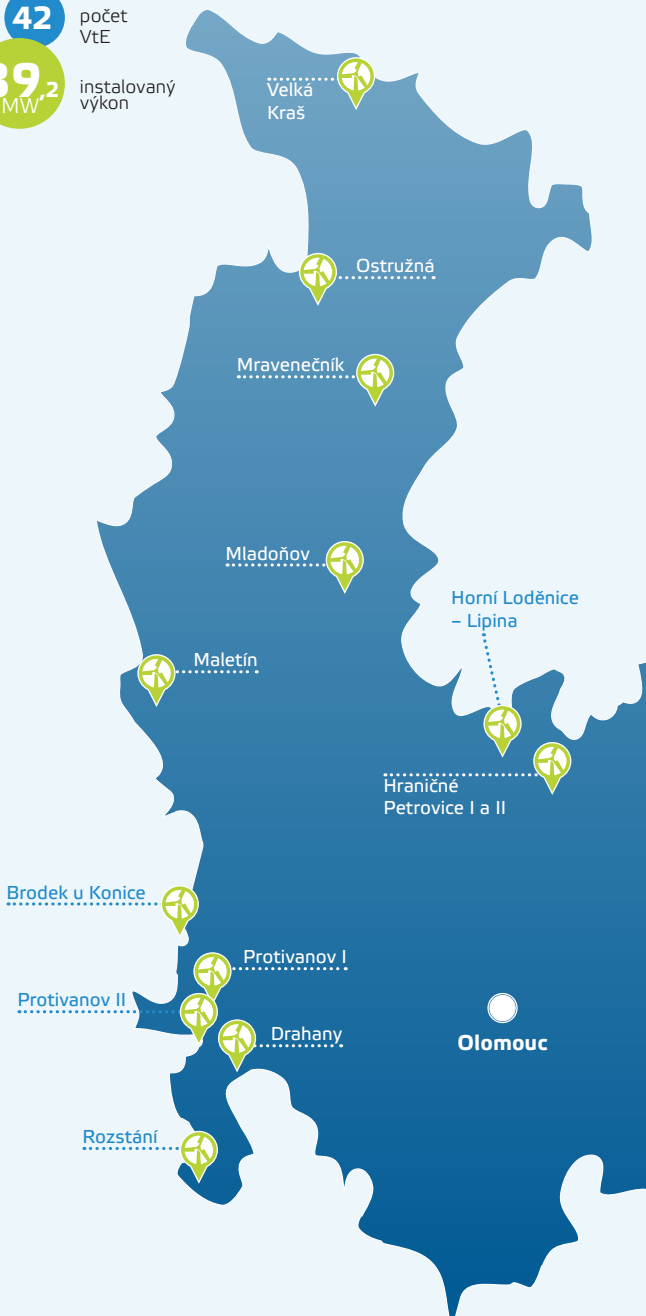 42
počet
VtE
39,2
MW
instalovaný
výkon
Velká
Kraš
Ostružná
Mravenečník
Mladoňov
Horní Loděnice
– Lipina
Maletín
Hraničné
Petrovice I a II
Brodek u Konice
Protivanov I
Protivanov II
Drahany
Olomouc
Rozstání